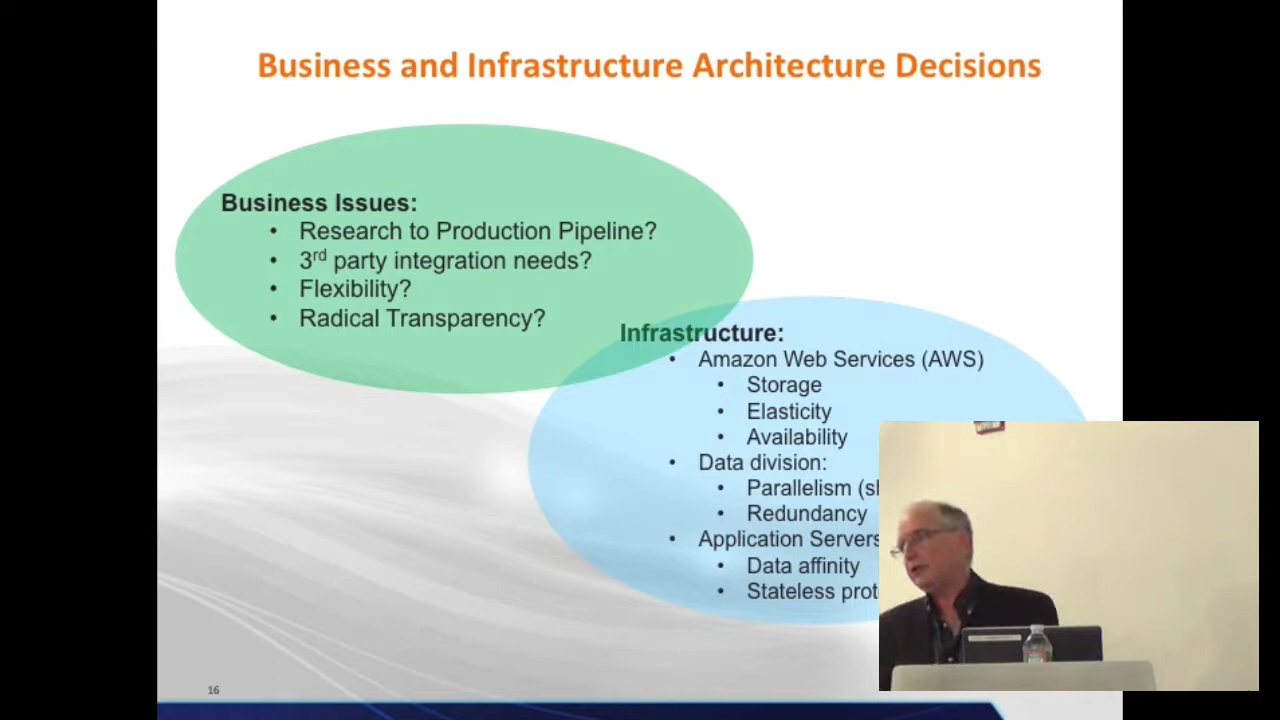 Business and Infrastructure Architecture Decisions
Business Issues:
• Research to Production Pipeline?
• 3rd party integration needs?
• Flexibility?
• Radical Transparency?
Infrastructure:
• Amazon Web Services (AWS)
• Storage
• Elasticity
• Availability
• Data division:
• Parallelism
• Redundancy
• Application Servers
• Data affinity
• Stateless
16